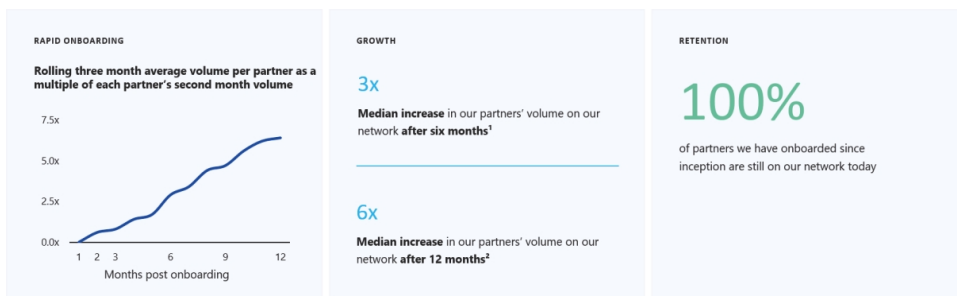 RAPID ONBOARDING
Rolling three month average volume per partner as a
multiple of each partner's second month volume
7.5x
5.0x
2.5x
0.0x
1 2 3 6 9 12
Months post onboarding
GROWTH
3x
Median increase in our partners' volume on our
network after six months¹
6x
Median increase in our partners' volume on our
network after 12 months²
RETENTION
100%
of partners we have onboarded since
inception are still on our network today